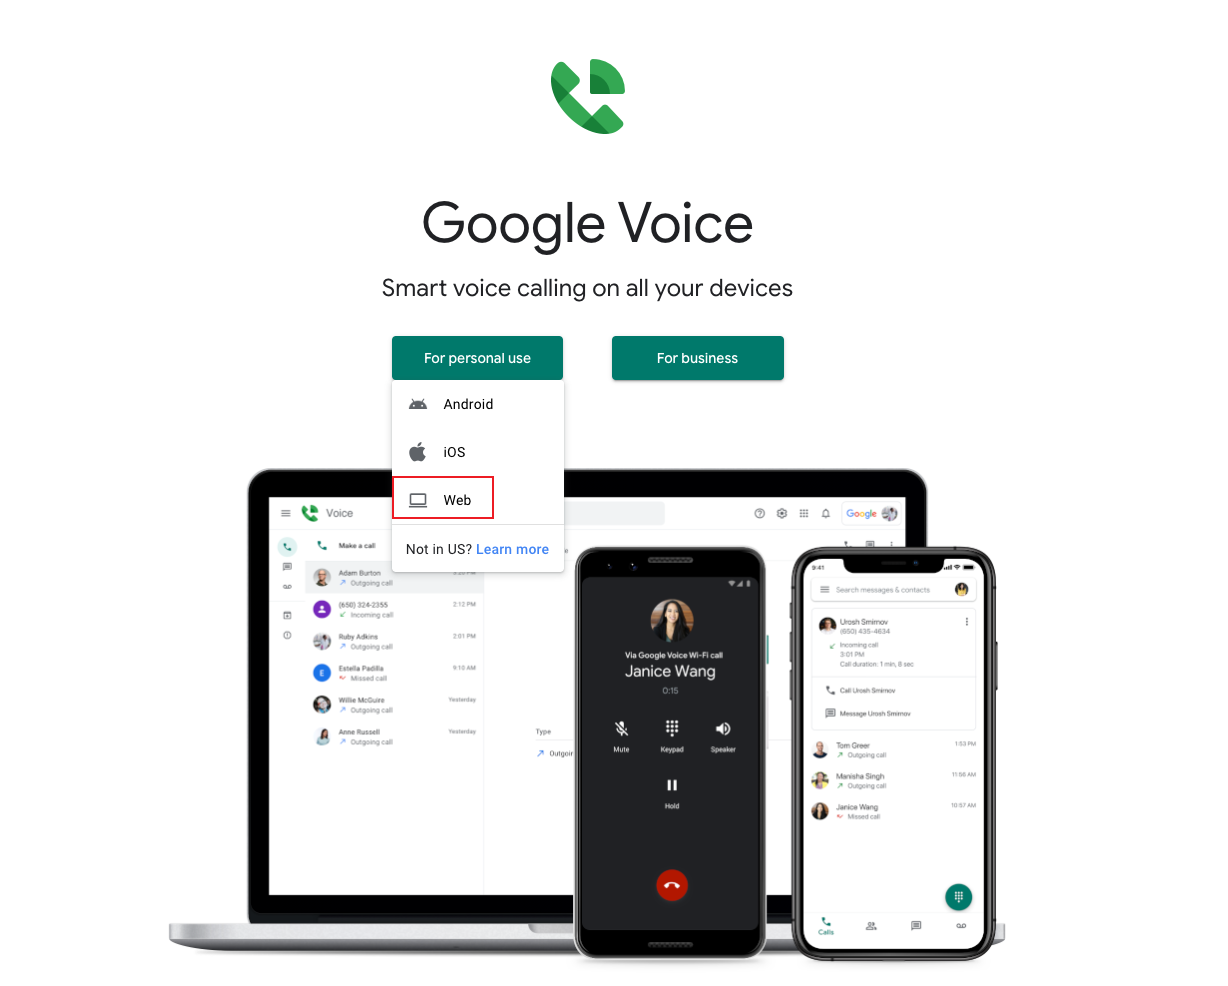 Google Voice
Smart voice calling on all your devices
For personal use
For business
Android
iOS
Web
Not in US? Learn more
Voice
Google
Make a call
Adam Burton
Outgoing call
(650) 324-2355
2:12 PM
Incoming call
Ruby Adkins
2:01 PM
Outgoing call
E
Estella Padilla
9:10 AM
Missed call
Willie McGuire
Yesterday
Outgoing call
Anne Russell
Yesterday
Outgoing call
Type
Outgoin
Via Google Voice Wi-Fi call
Janice Wang
0:15
Mute
Keypad
Speaker
Hold
9:41
Search messages & contacts
Urosh Smirnov
(650) 435-4634
Incoming call
3:01 PM
Call duration: 1 min, 8 sec
Call Urosh Smirnov
Message Urosh Smirnov
Tom Greer
1:53 PM
Outgoing call
Manisha Singh
11:58 AM
Outgoing call
Janice Wang
10:57 AM
Missed call
Calls